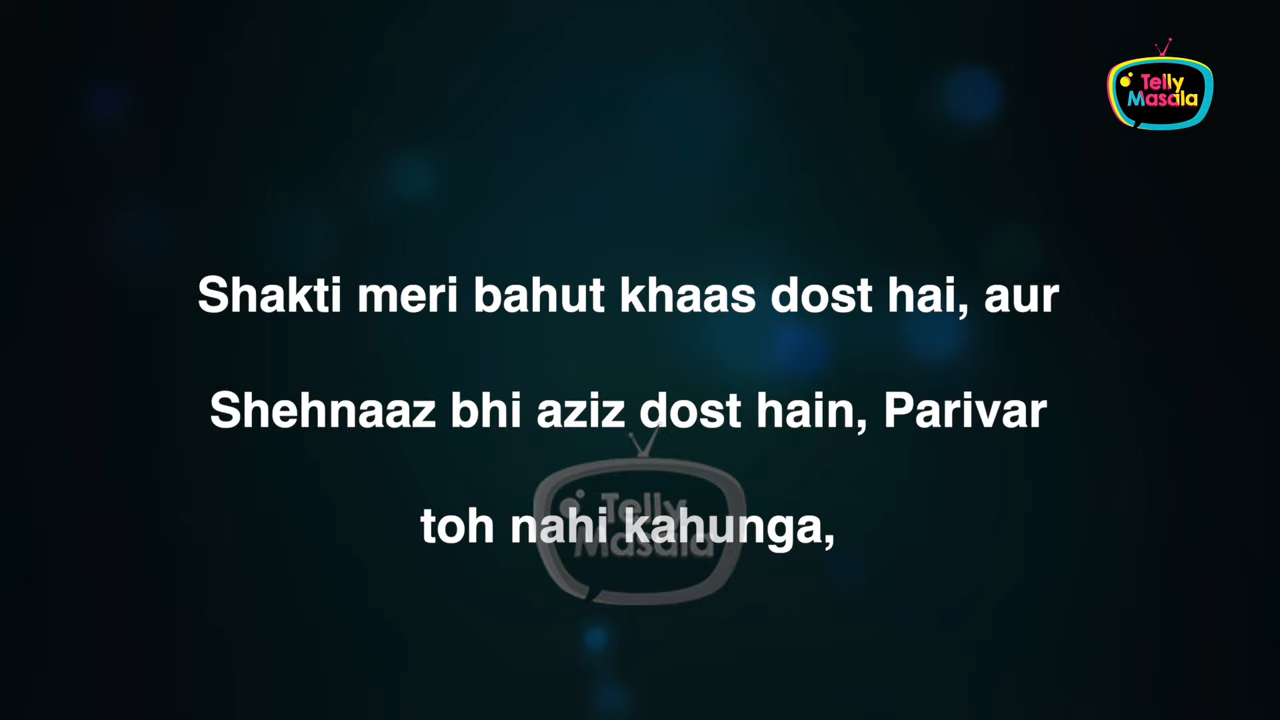 Telly
Masala
Shakti meri bahut khaas dost hai, aur
Shehnaaz bhi aziz dost hain, Parivar
toh nahi kahunga,
Telly
Masala